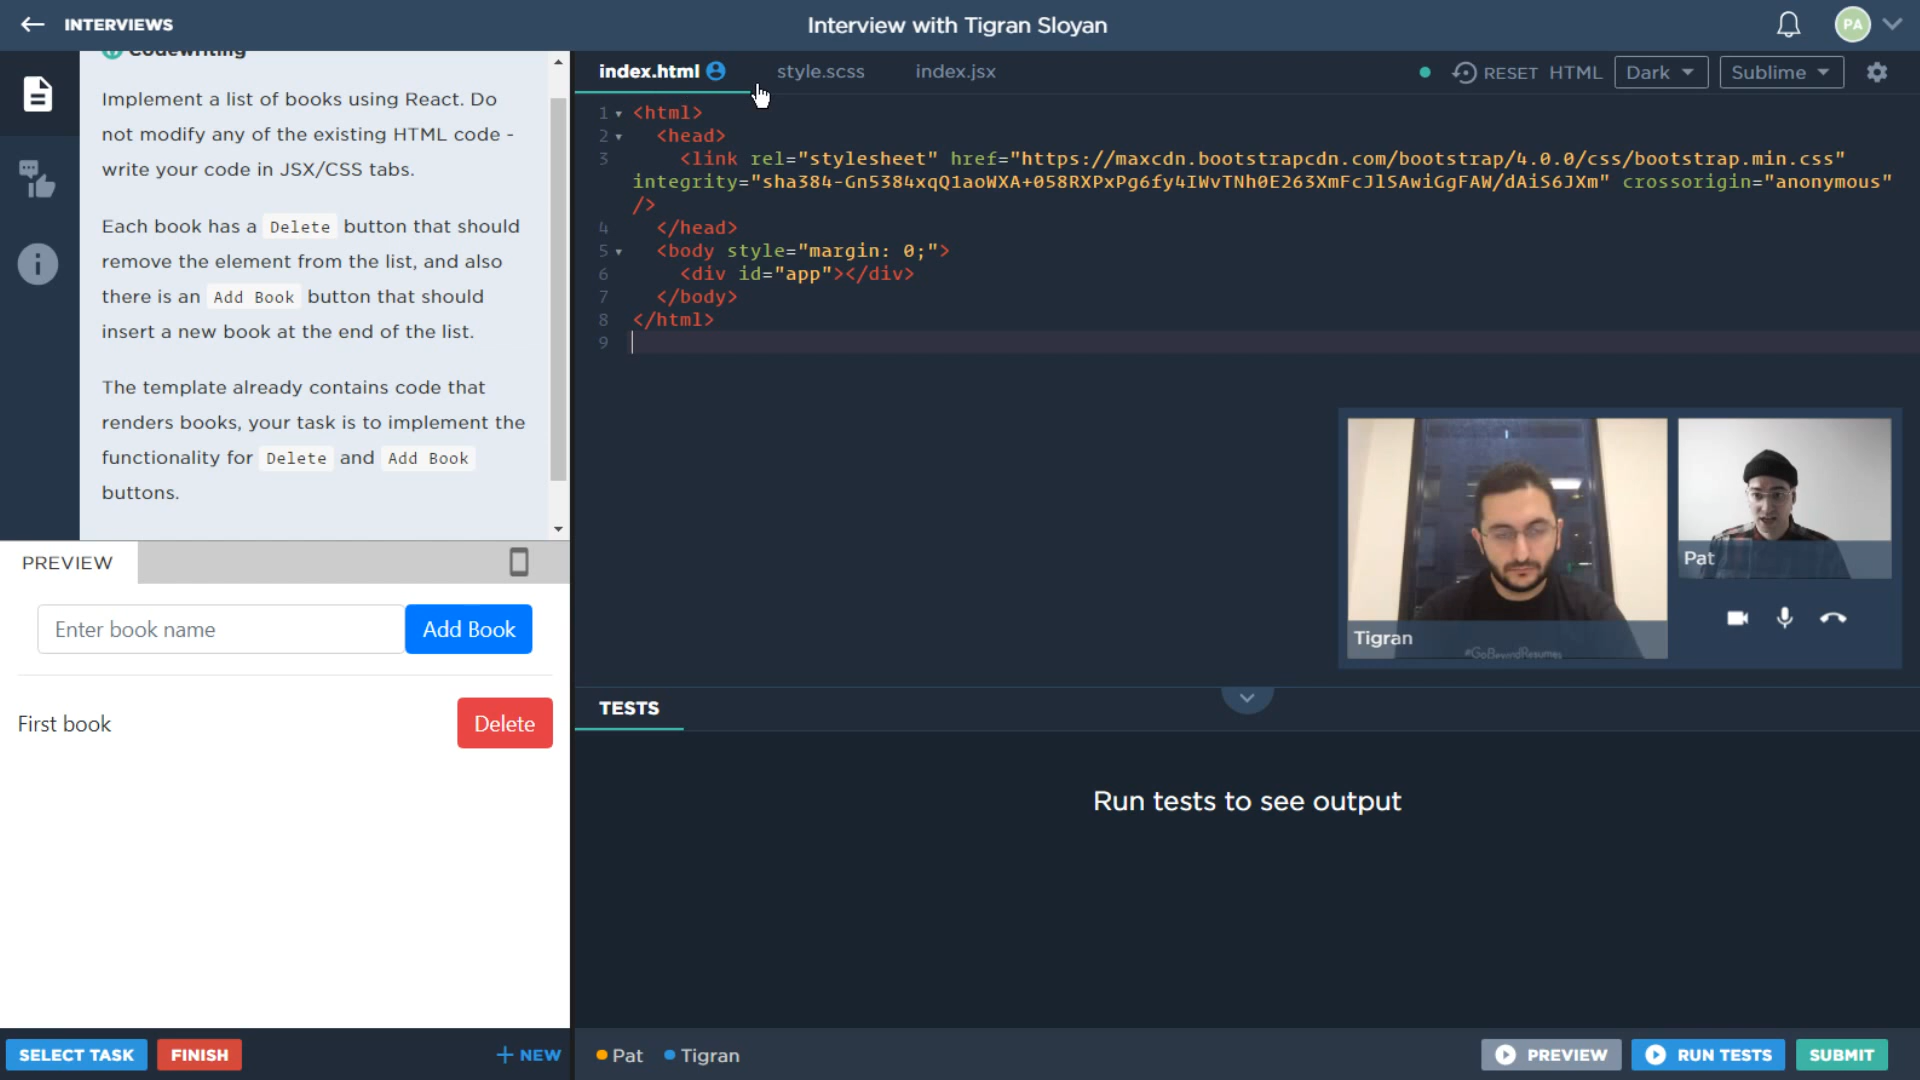 INTERVIEWS
Interview with Tigran Sloyan
PA
CodeWriting
Implement a list of books using React. Do
not modify any of the existing HTML code -
write your code in JSX/CSS tabs.
Each book has a Delete button that should
remove the element from the list, and also
there is an Add Book button that should
insert a new book at the end of the list.
The template already contains code that
renders books, your task is to implement the
functionality for Delete and Add Book
buttons.
PREVIEW
Enter book name
Add Book
First book
Delete
SELECT TASK
FINISH
+ NEW
index.html
style.scss
index.jsx
RESET
HTML
Dark
Sublime
1 <html>
2 <head>
3 <link rel="stylesheet" href="https://maxcdn.bootstrapcdn.com/bootstrap/4.0.0/css/bootstrap.min.css"
integrity="sha384-Gn5384xqQ1aoWXA+058RXPxPg6fy4IWvTNh0E263XmFcJlSAwiGgFAW/dAiS6JXm" crossorigin="anonymous"
/>
4 </head>
5 <body style="margin: 0;">
6 <div id="app"></div>
7 </body>
8 </html>
9
Tigran
#GoBeyondResumes
Pat
TESTS
Run tests to see output
Pat
Tigran
PREVIEW
RUN TESTS
SUBMIT